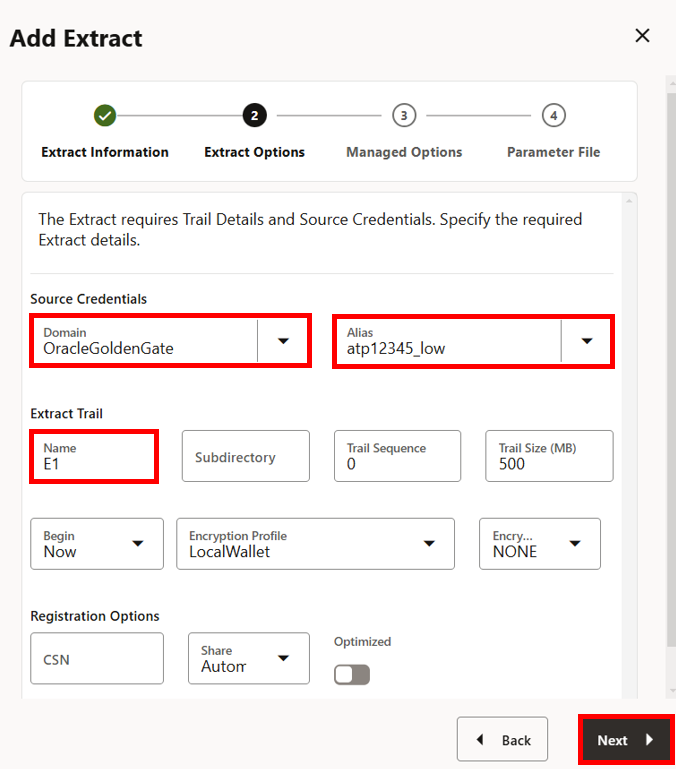 Add Extract
2 3 4
Extract Information Extract Options Managed Options Parameter File
The Extract requires Trail Details and Source Credentials. Specify the required
Extract details.
Source Credentials
Domain Alias
OracleGoldenGate atp12345_low
Extract Trail
Name Trail Sequence Trail Size (MB)
E1 Subdirectory 0 500
Begin Encryption Profile Encry...
Now LocalWallet NONE
Registration Options
Optimized
CSN Share
Autom
Back Next